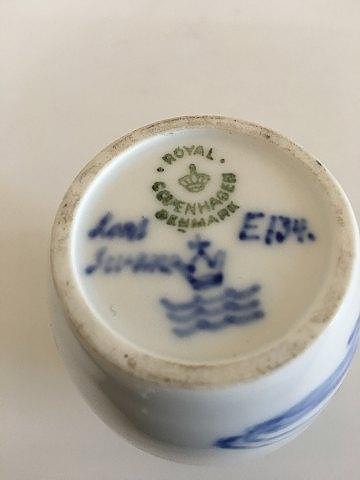 ROYAL
COPENHAGEN
DENMARK
E134.